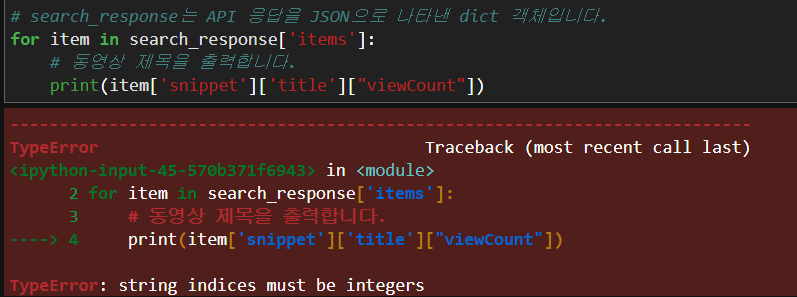 # search_response는 API 응답을 JSON으로 나타낸 dict 객체입니다.
for item in search_response['items']:
    # 동영상 제목을 출력합니다.
    print(item['snippet']['title']["viewCount"])
---------------------------------------------------------------------------
TypeError                                 Traceback (most recent call last)
<ipython-input-45-570b371f6943> in <module>
      2 for item in search_response['items']:
      3     # 동영상 제목을 출력합니다.
----> 4     print(item['snippet']['title']["viewCount"])
TypeError: string indices must be integers